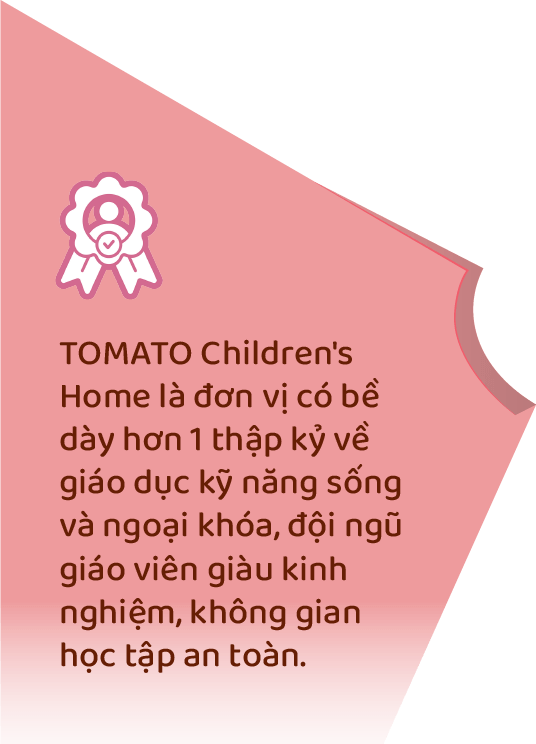 TOMATO Children's
Home là đơn vị có bề
dày hơn 1 thập kỷ về
giáo dục kỹ năng sống
và ngoại khóa, đội ngũ
giáo viên giàu kinh
nghiệm, không gian
học tập an toàn.